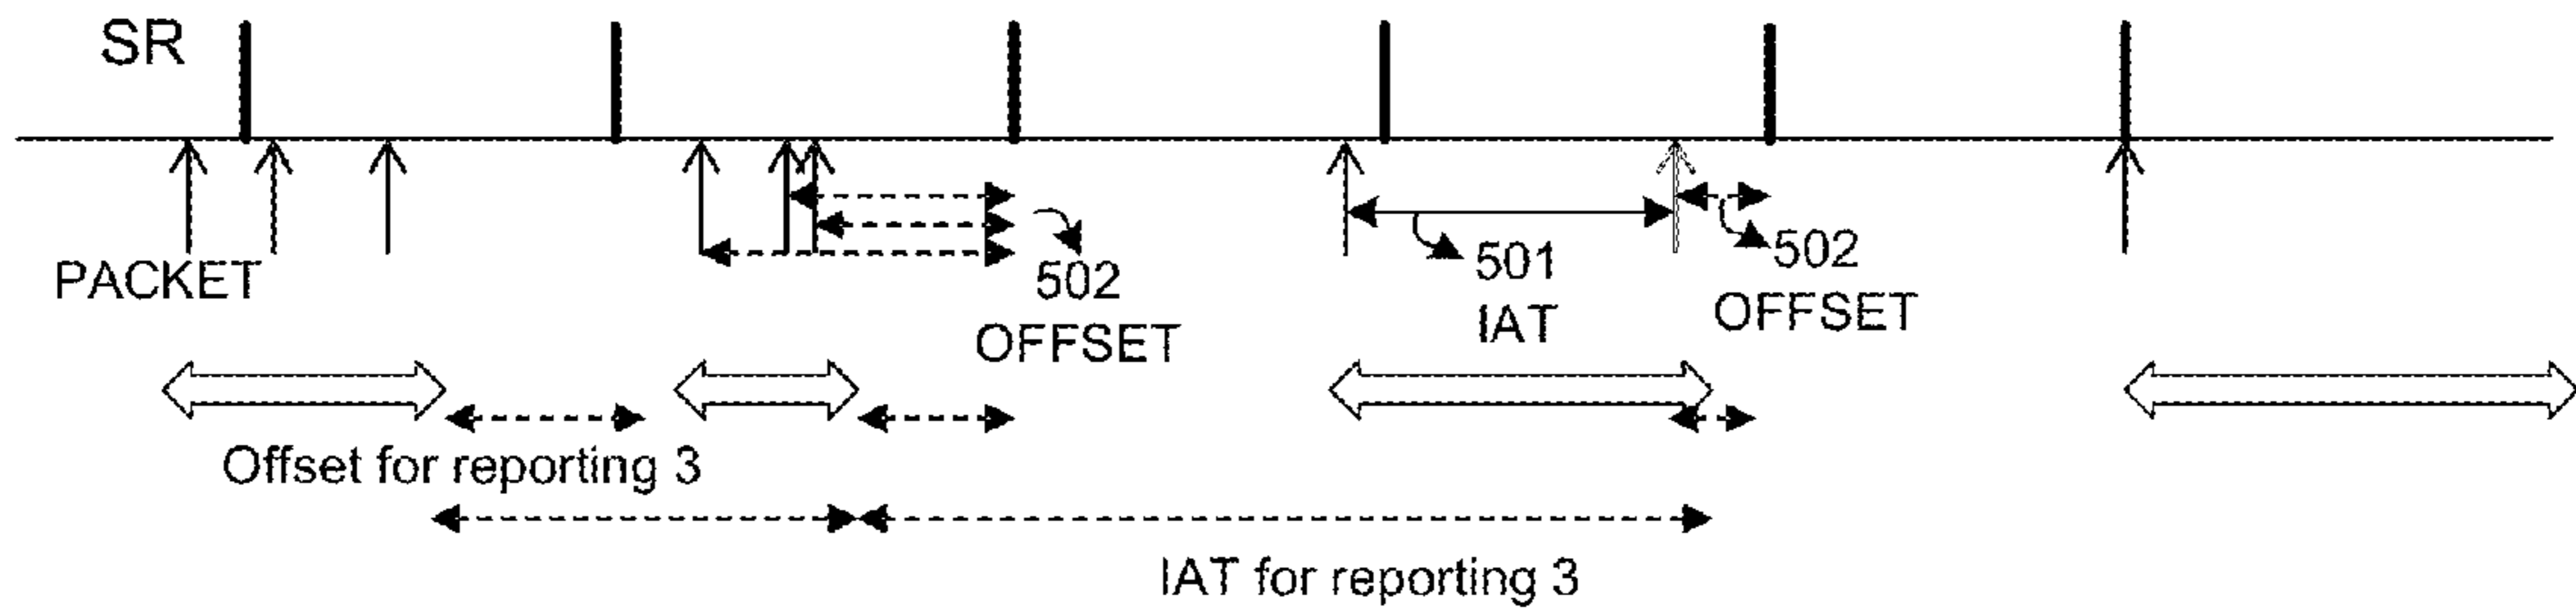 SR
PACKET
502
OFFSET
501
IAT
502
OFFSET
Offset for reporting 3
IAT for reporting 3